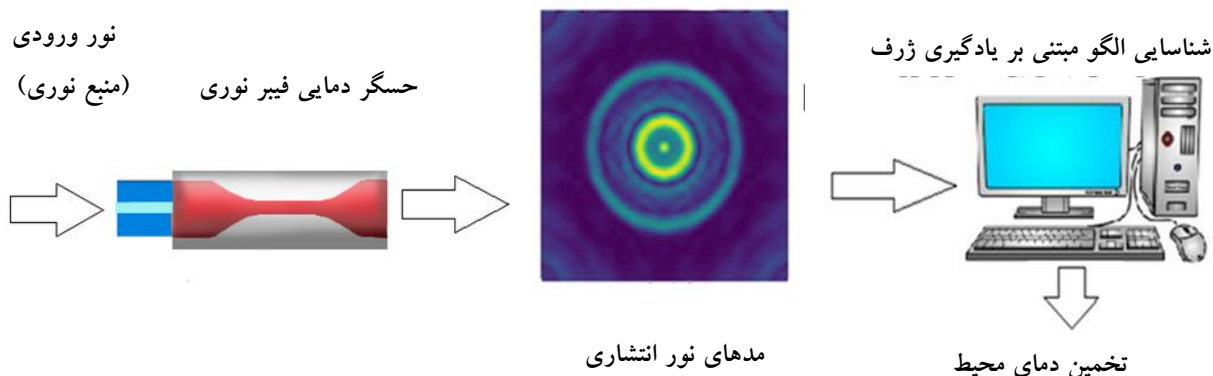 نور ورودی
(منبع نوری)
حسگر دمایی فیبر نوری
مدهای نور انتشاری
شناسایی الگو مبتنی بر یادگیری ژرف
تخمین دمای محیط